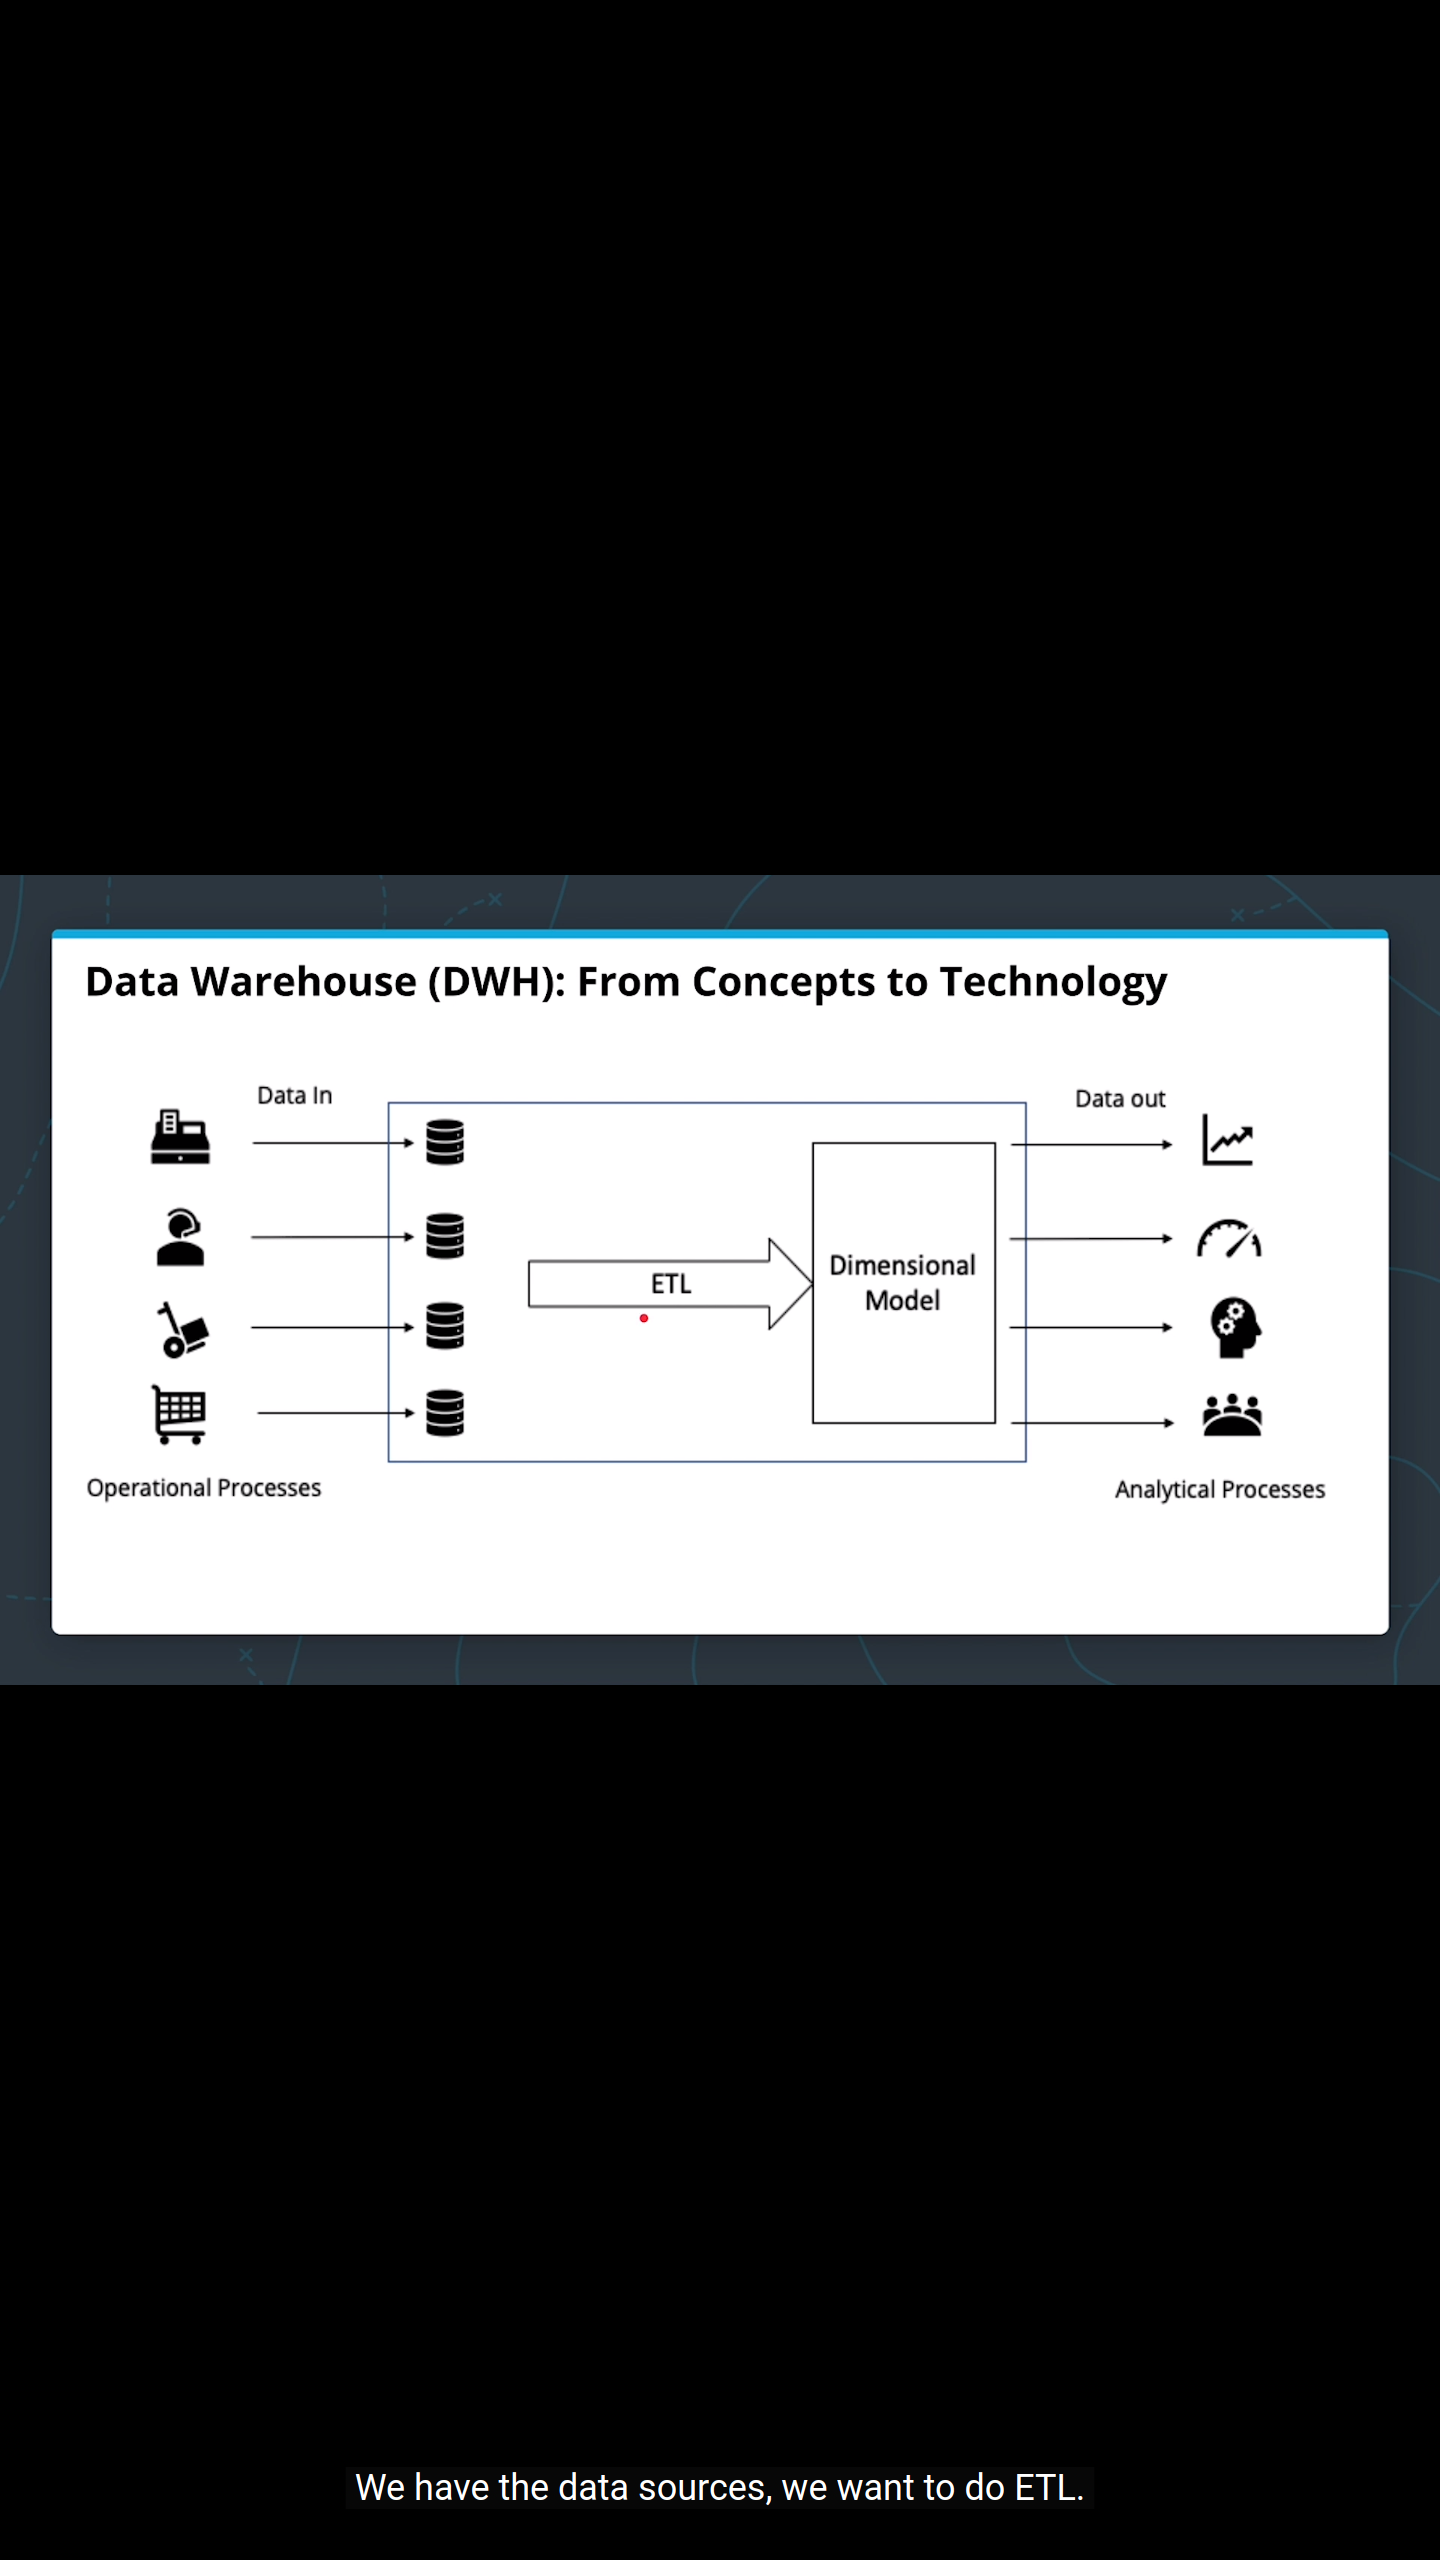 Data Warehouse (DWH): From Concepts to Technology
Data In
Data out
ETL
Dimensional
Model
Operational Processes
Analytical Processes
We have the data sources, we want to do ETL.